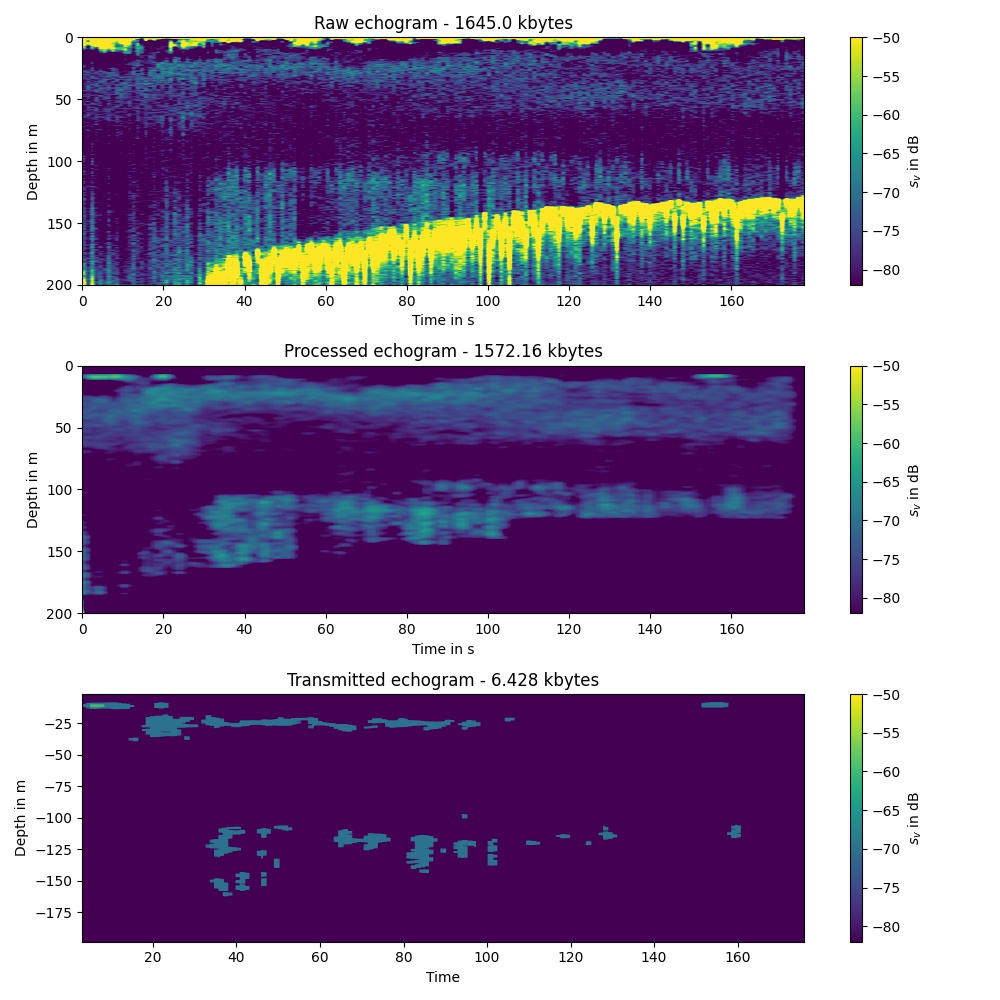 Raw echogram - 1645.0 kbytes
0
50
100
150
200
Depth in m
0 20 40 60 80 100 120 140 160
Time in s
−50
−55
−60
−65
−70
−75
−80
sv in dB
Processed echogram - 1572.16 kbytes
0
50
100
150
200
Depth in m
0 20 40 60 80 100 120 140 160
Time in s
−50
−55
−60
−65
−70
−75
−80
sv in dB
Transmitted echogram - 6.428 kbytes
−25
−50
−75
−100
−125
−150
−175
Depth in m
20 40 60 80 100 120 140 160
Time
−50
−55
−60
−65
−70
−75
−80
sv in dB